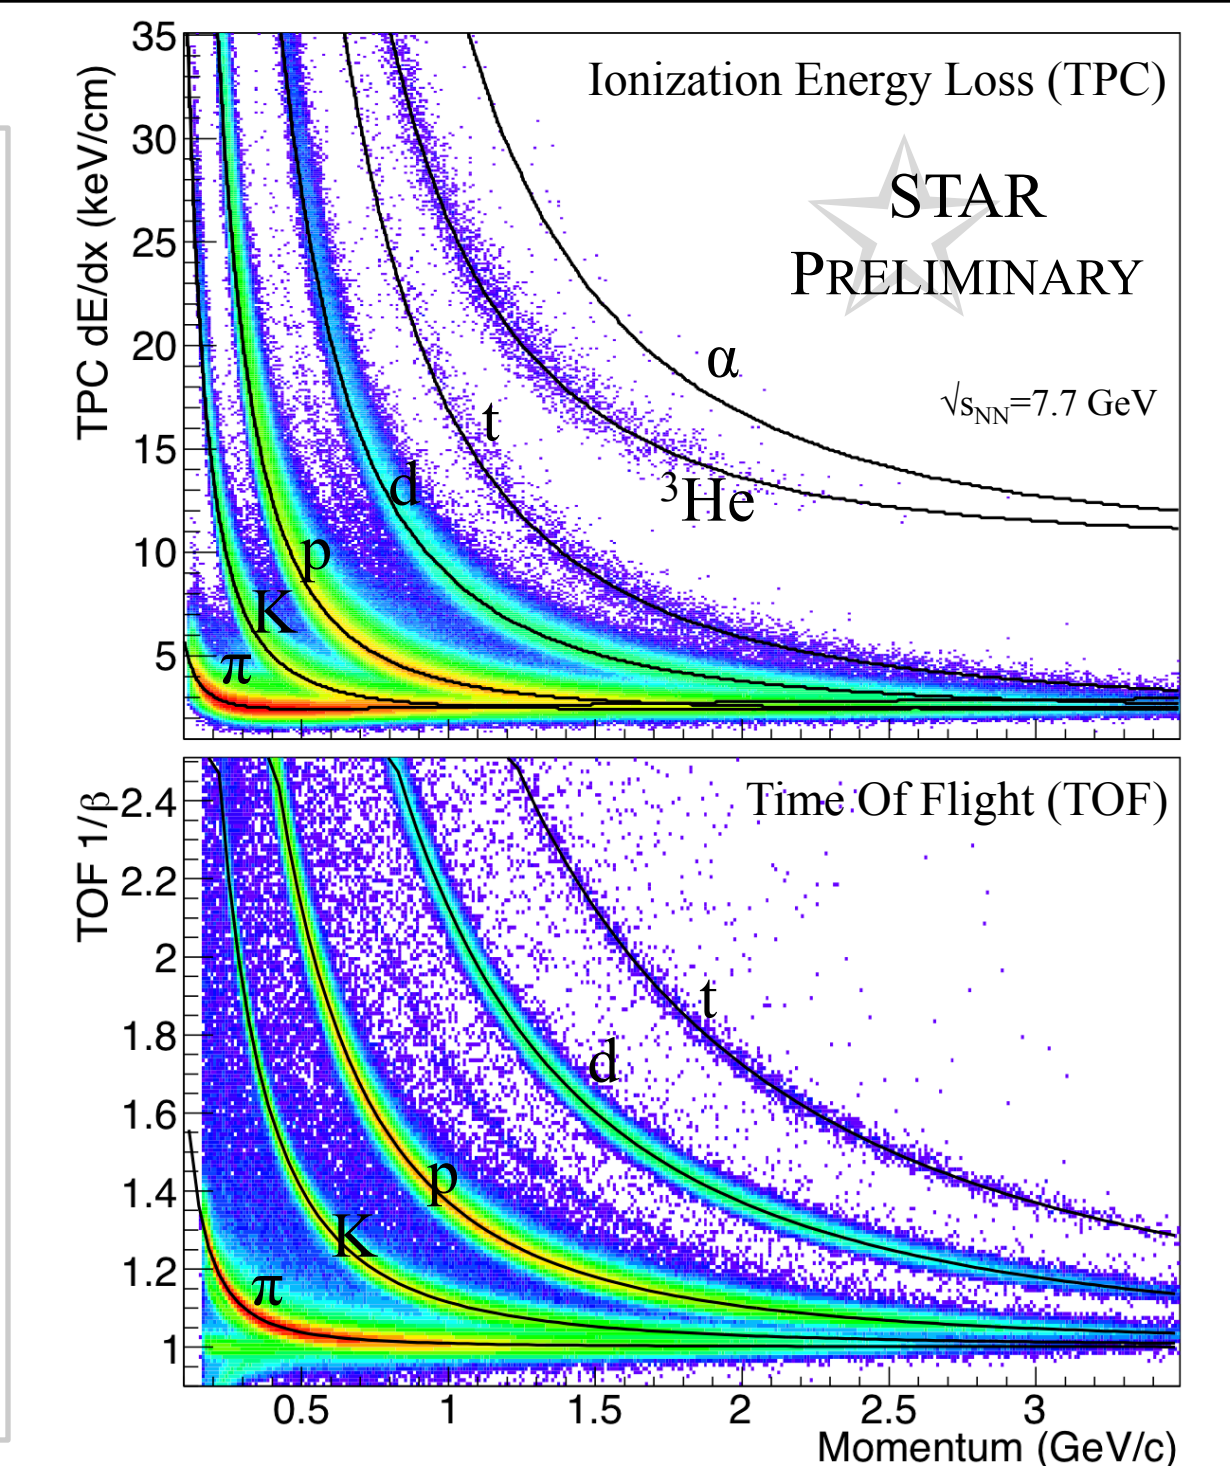 Ionization Energy Loss (TPC)
STAR
PRELIMINARY
√sNN=7.7 GeV
TPC dE/dx (keV/cm)
35
30
25
20
15
10
5
α
t
³He
d
p
K
π
Time Of Flight (TOF)
TOF 1/β
2.4
2.2
2
1.8
1.6
1.4
1.2
1
t
d
p
K
π
0.5 1 1.5 2 2.5 3
Momentum (GeV/c)